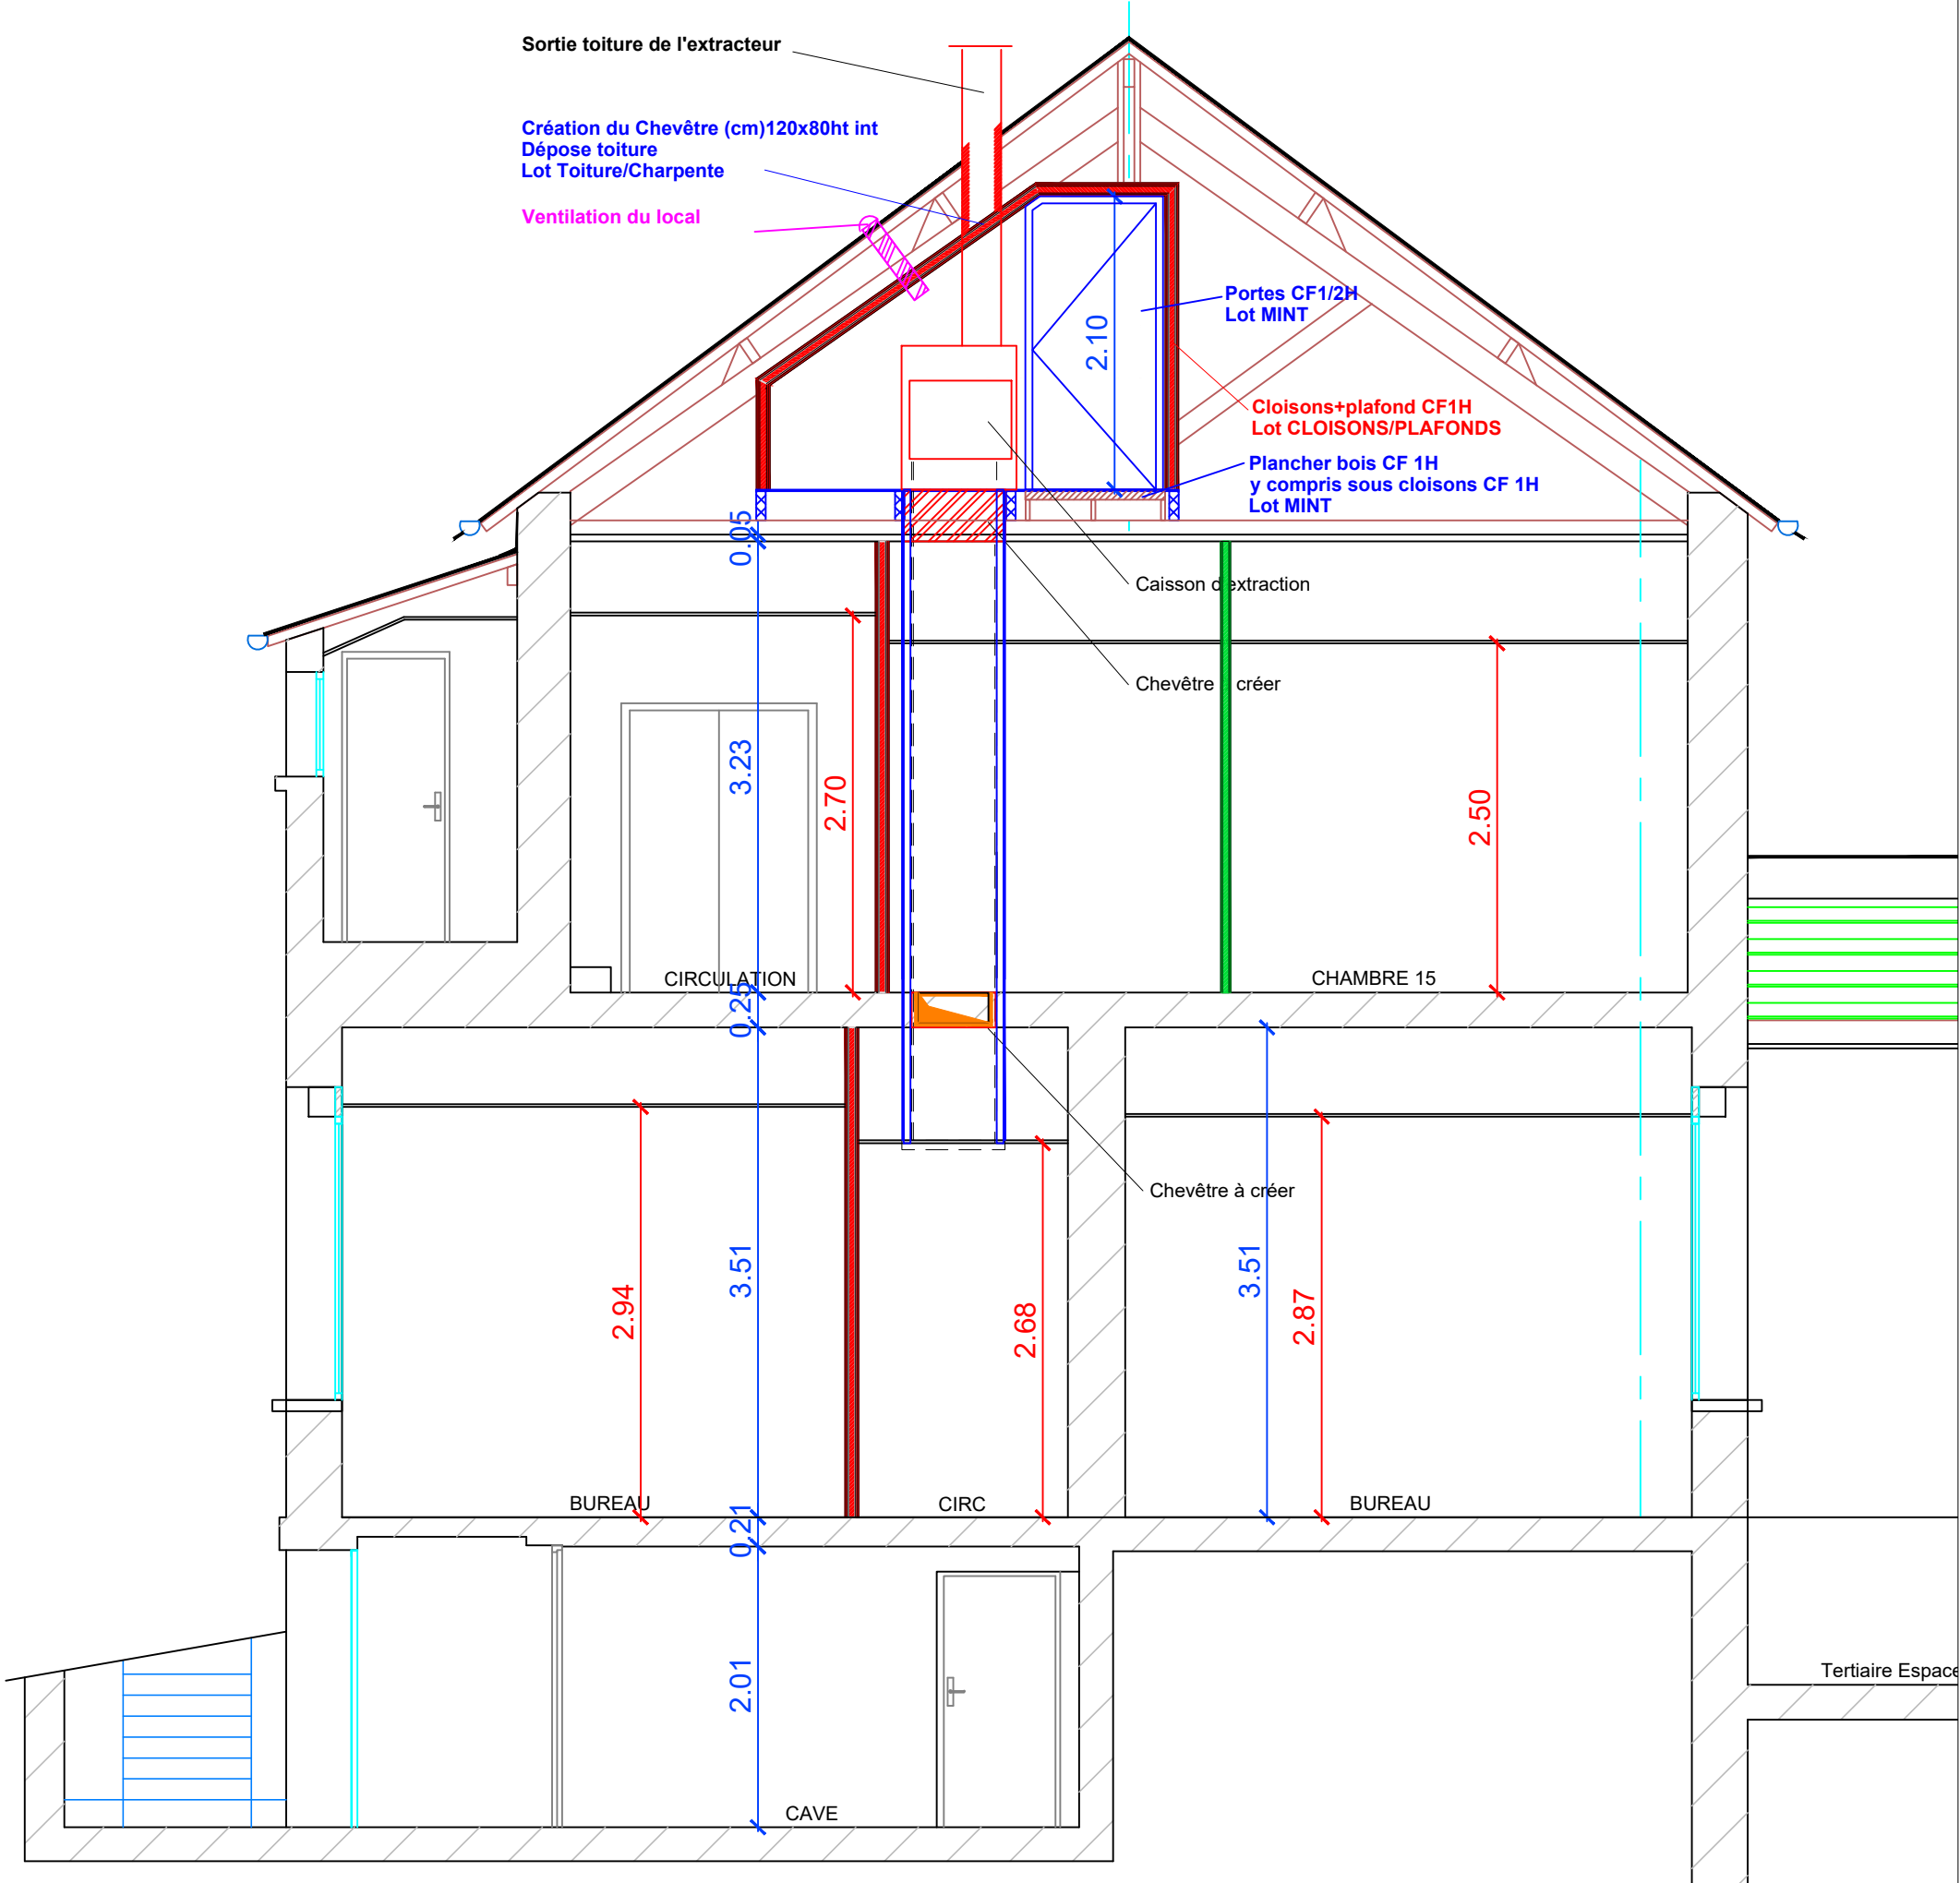 Sortie toiture de l'extracteur
Création du Chevêtre (cm)120x80ht int
Dépose toiture
Lot Toiture/Charpente
Ventilation du local
Portes CF1/2H
Lot MINT
2.10
Cloisons+plafond CF1H
Lot CLOISONS/PLAFONDS
Plancher bois CF 1H
y compris sous cloisons CF 1H
Lot MINT
0.05
Caisson d'extraction
Chevêtre à créer
3.23
2.70
2.50
CIRCULATION
CHAMBRE 15
0.25
Chevêtre à créer
3.51
3.51
2.94
2.68
2.87
BUREAU
CIRC
BUREAU
0.21
2.01
Tertiaire Espace
CAVE